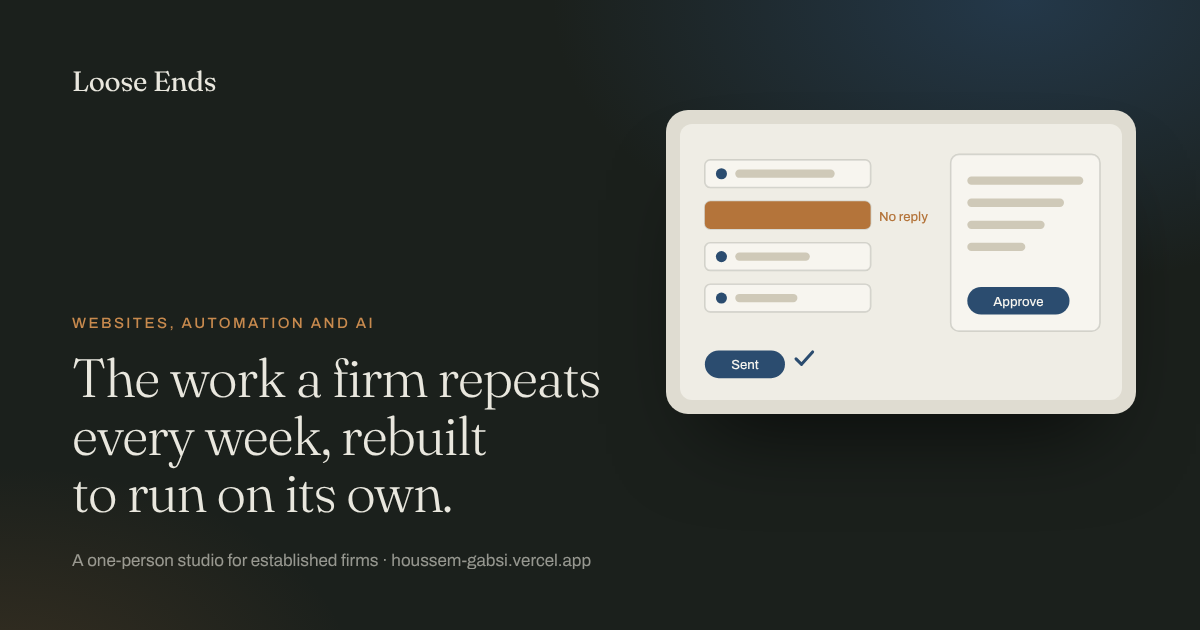 Loose Ends
WEBSITES, AUTOMATION AND AI
The work a firm repeats
every week, rebuilt
to run on its own.
A one-person studio for established firms · houssem-gabsi.vercel.app
No reply
Approve
Sent